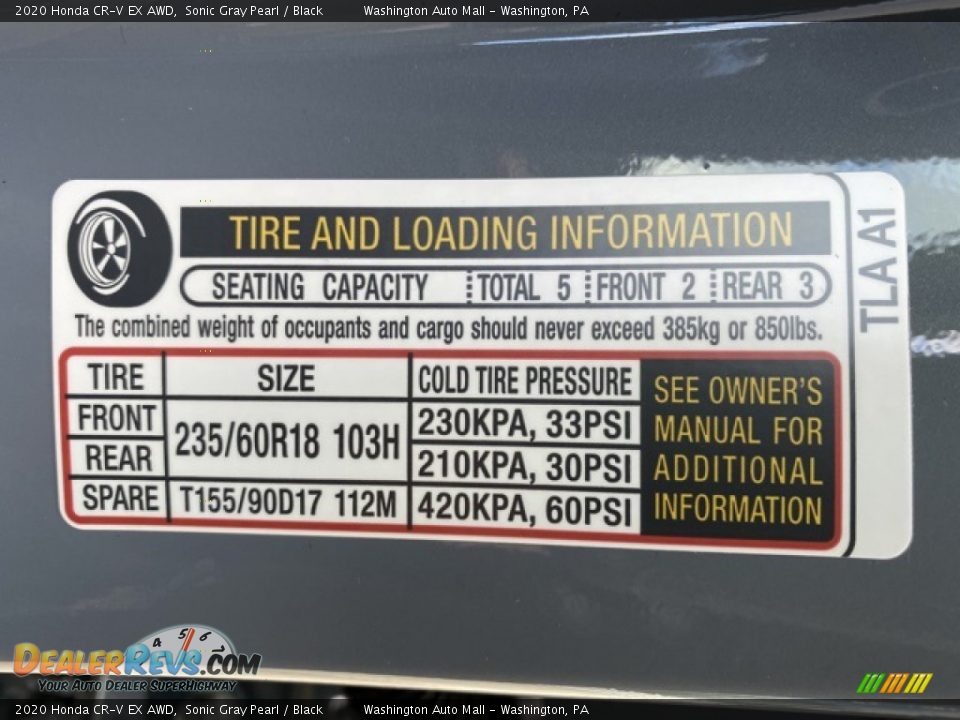 2020 Honda CR-V EX AWD, Sonic Gray Pearl / Black Washington Auto Mall - Washington, PA
TIRE AND LOADING INFORMATION
SEATING CAPACITY TOTAL 5 FRONT 2 REAR 3
The combined weight of occupants and cargo should never exceed 385kg or 850lbs.
TIRE SIZE COLD TIRE PRESSURE
FRONT 235/60R18 103H 230KPA, 33PSI
REAR 210KPA, 30PSI
SPARE T155/90D17 112M 420KPA, 60PSI
SEE OWNER'S
MANUAL FOR
ADDITIONAL
INFORMATION
TLA A1
4 5 6
DEALERREVS.COM
YOUR AUTO DEALER SUPERHIGHWAY
2020 Honda CR-V EX AWD, Sonic Gray Pearl / Black Washington Auto Mall - Washington, PA